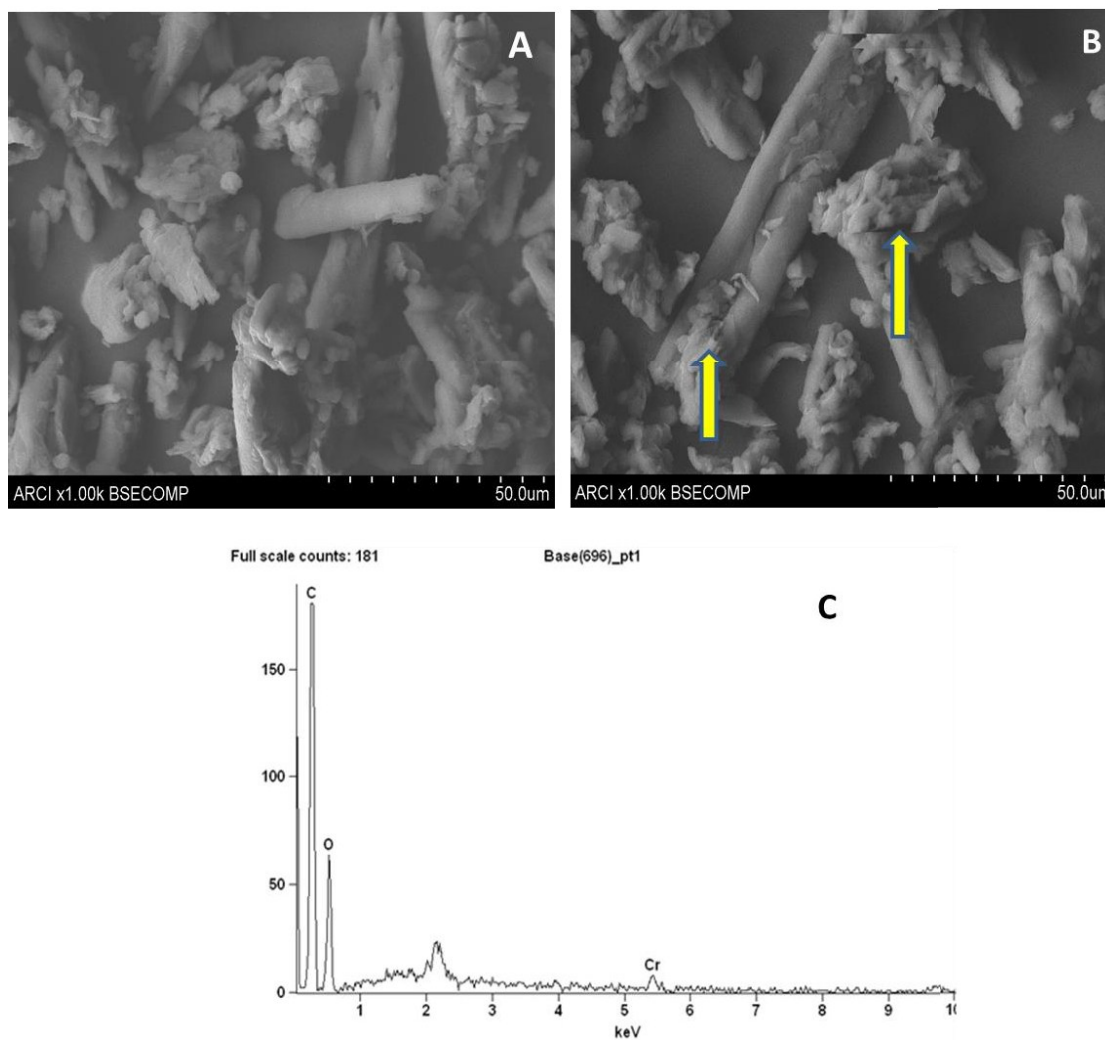 A
B
ARCI x1.00k BSECOMP 50.0um
ARCI x1.00k BSECOMP 50.0um
Full scale counts: 181 Base(696)_pt1
C
C
150
O
100
50
Cr
0
1 2 3 4 5 6 7 8 9 10
keV